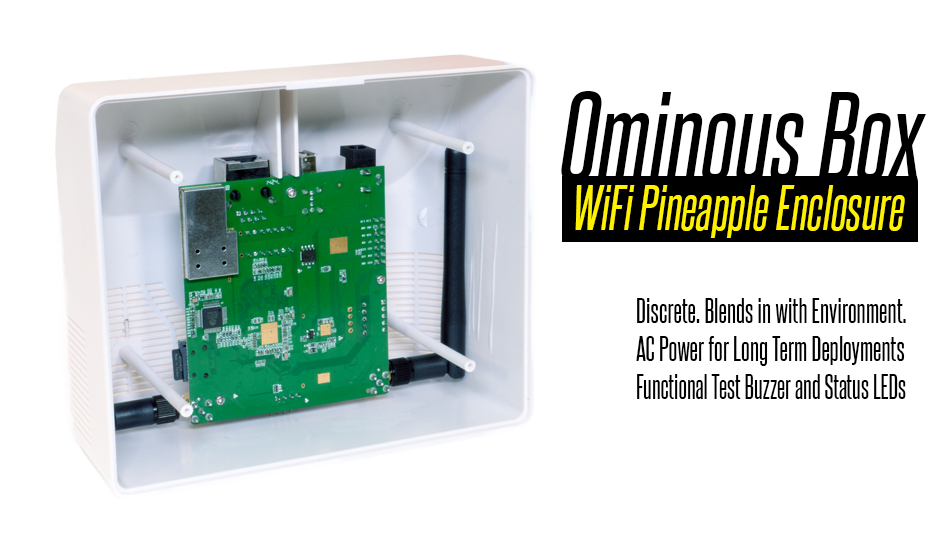 Ominous Box
WiFi Pineapple Enclosure
Discrete. Blends in with Environment.
AC Power for Long Term Deployments
Functional Test Buzzer and Status LEDs